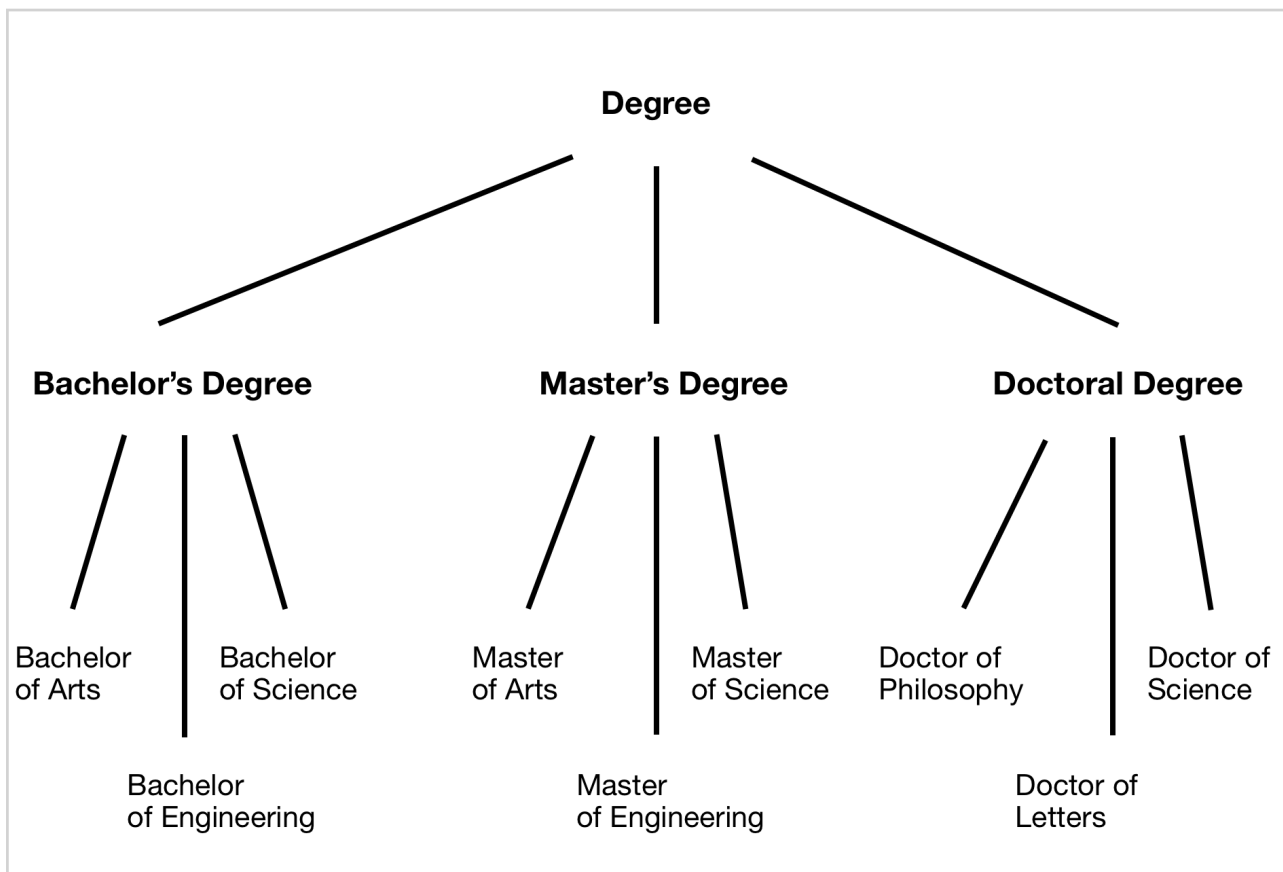 Degree
Bachelor’s Degree
Master’s Degree
Doctoral Degree
Bachelor
of Arts
Bachelor
of Science
Master
of Arts
Master
of Science
Doctor of
Philosophy
Doctor of
Science
Bachelor
of Engineering
Master
of Engineering
Doctor of
Letters